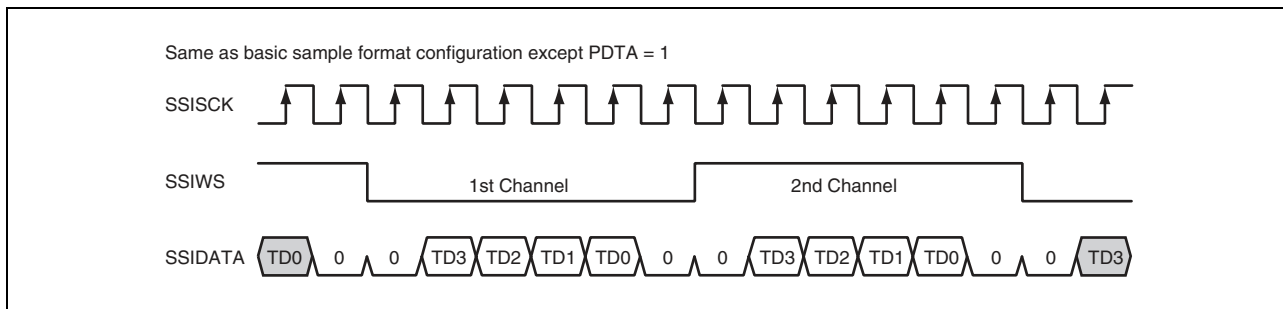 Same as basic sample format configuration except PDTA = 1
SSISCK
SSIWS 1st Channel 2nd Channel
SSIDATA TD0 0 0 TD3 TD2 TD1 TD0 0 0 TD3 TD2 TD1 TD0 0 0 TD3